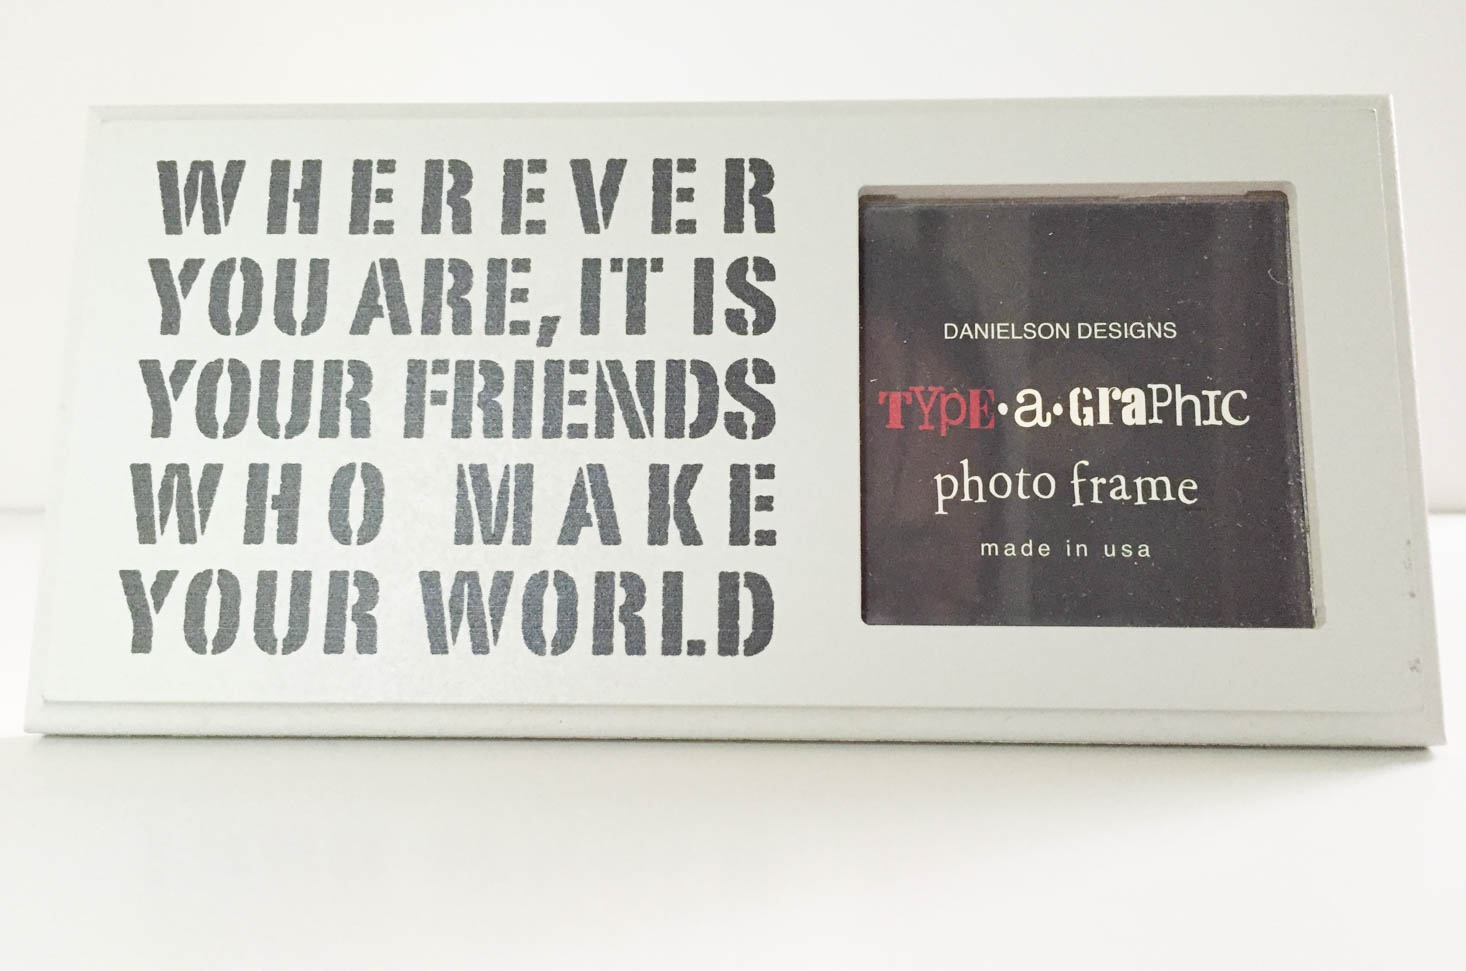 WHEREVER
YOU ARE, IT IS
YOUR FRIENDS
WHO MAKE
YOUR WORLD
DANIELSON DESIGNS
TYPE•a•GRAPHIC
photo frame
made in usa